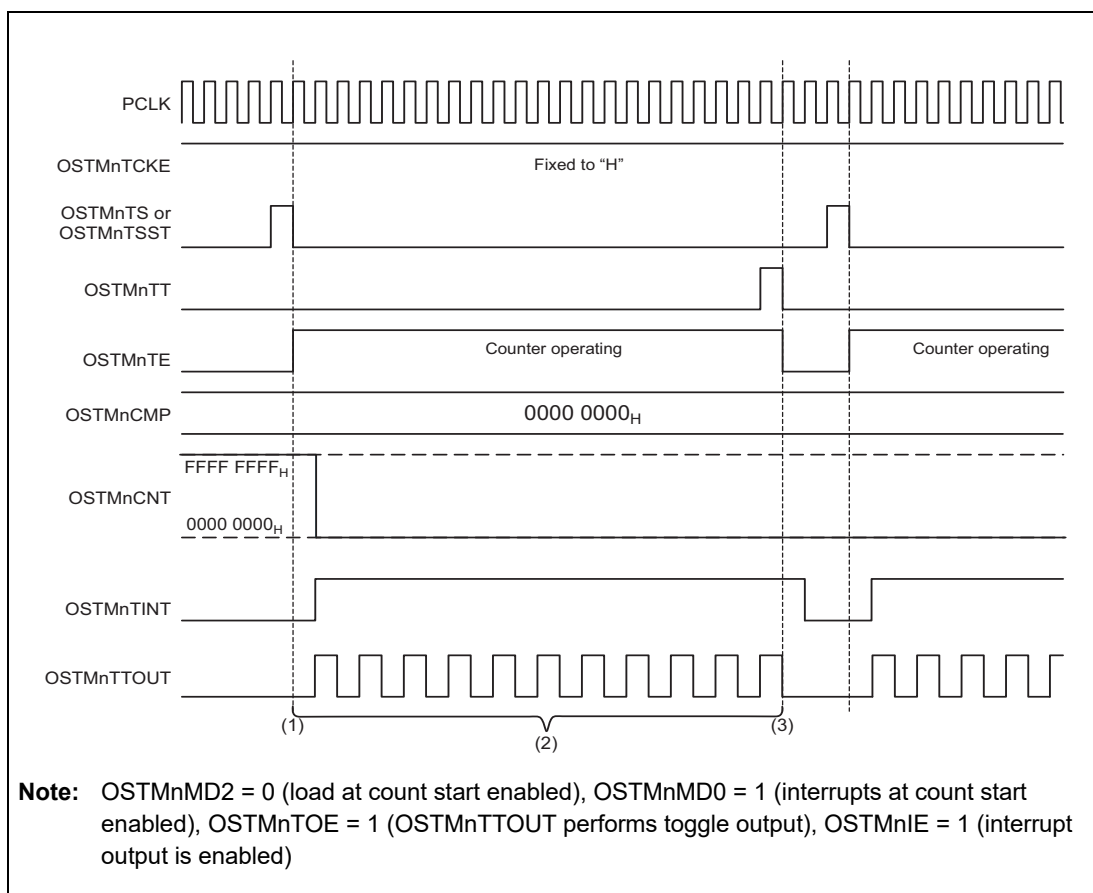 PCLK
OSTMnTCKE
Fixed to “H”
OSTMnTS or
OSTMnTSST
OSTMnTT
OSTMnTE
Counter operating
Counter operating
OSTMnCMP
0000 0000H
FFFF FFFFH
OSTMnCNT
0000 0000H
OSTMnTINT
OSTMnTTOUT
(1)
(2)
(3)
Note: OSTMnMD2 = 0 (load at count start enabled), OSTMnMD0 = 1 (interrupts at count start
enabled), OSTMnTOE = 1 (OSTMnTTOUT performs toggle output), OSTMnIE = 1 (interrupt
output is enabled)